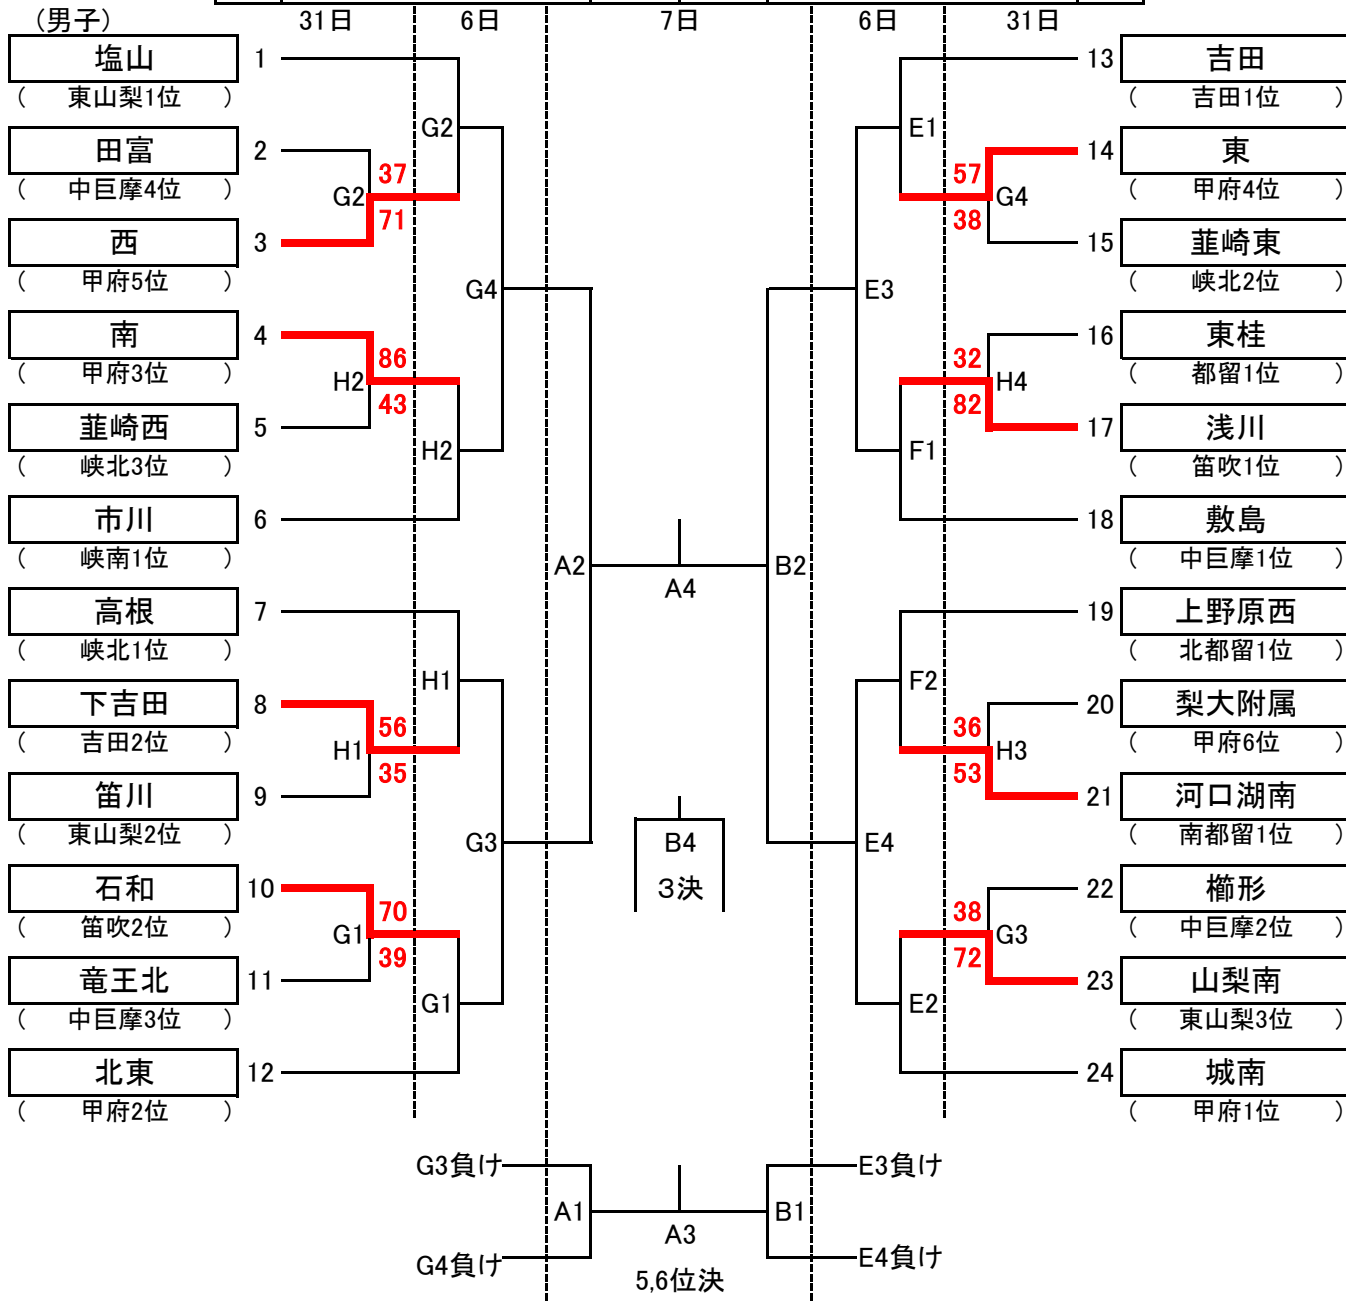 (男子)
31日 6日 7日 6日 31日
塩山 1
( 東山梨1位 )
田富 2
( 中巨摩4位 )
西 3
( 甲府5位 )
南 4
( 甲府3位 )
韮崎西 5
( 峡北3位 )
市川 6
( 峡南1位 )
高根 7
( 峡北1位 )
下吉田 8
( 吉田2位 )
笛川 9
( 東山梨2位 )
石和 10
( 笛吹2位 )
竜王北 11
( 中巨摩3位 )
北東 12
( 甲府2位 )
G2
37
71
H2
86
43
H1
56
35
G1
70
39
G2
H2
H1
G1
G4
G3
A2
A4
B4
3決
B2
E3
E4
E1
F1
F2
E2
57
38
G4
32
82
H4
36
53
H3
38
72
G3
13 吉田
( 吉田1位 )
14 東
( 甲府4位 )
15 韮崎東
( 峡北2位 )
16 東桂
( 都留1位 )
17 浅川
( 笛吹1位 )
18 敷島
( 中巨摩1位 )
19 上野原西
( 北都留1位 )
20 梨大附属
( 甲府6位 )
21 河口湖南
( 南都留1位 )
22 櫛形
( 中巨摩2位 )
23 山梨南
( 東山梨3位 )
24 城南
( 甲府1位 )
G3負け
G4負け
A1
A3
5,6位決
B1
E3負け
E4負け